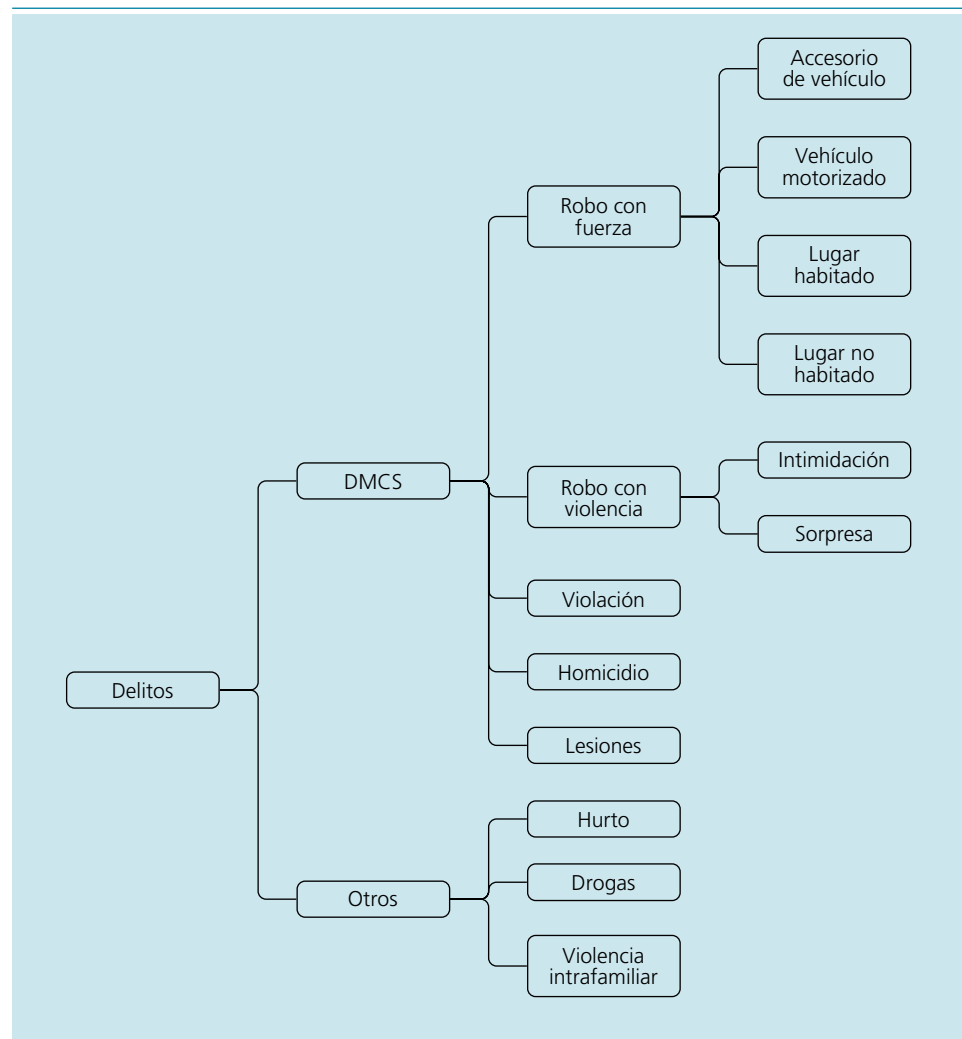 Delitos
DMCS
Robo con
fuerza
Accesorio
de vehículo
Vehículo
motorizado
Lugar
habitado
Lugar no
habitado
Robo con
violencia
Intimidación
Sorpresa
Violación
Homicidio
Lesiones
Otros
Hurto
Drogas
Violencia
intrafamiliar